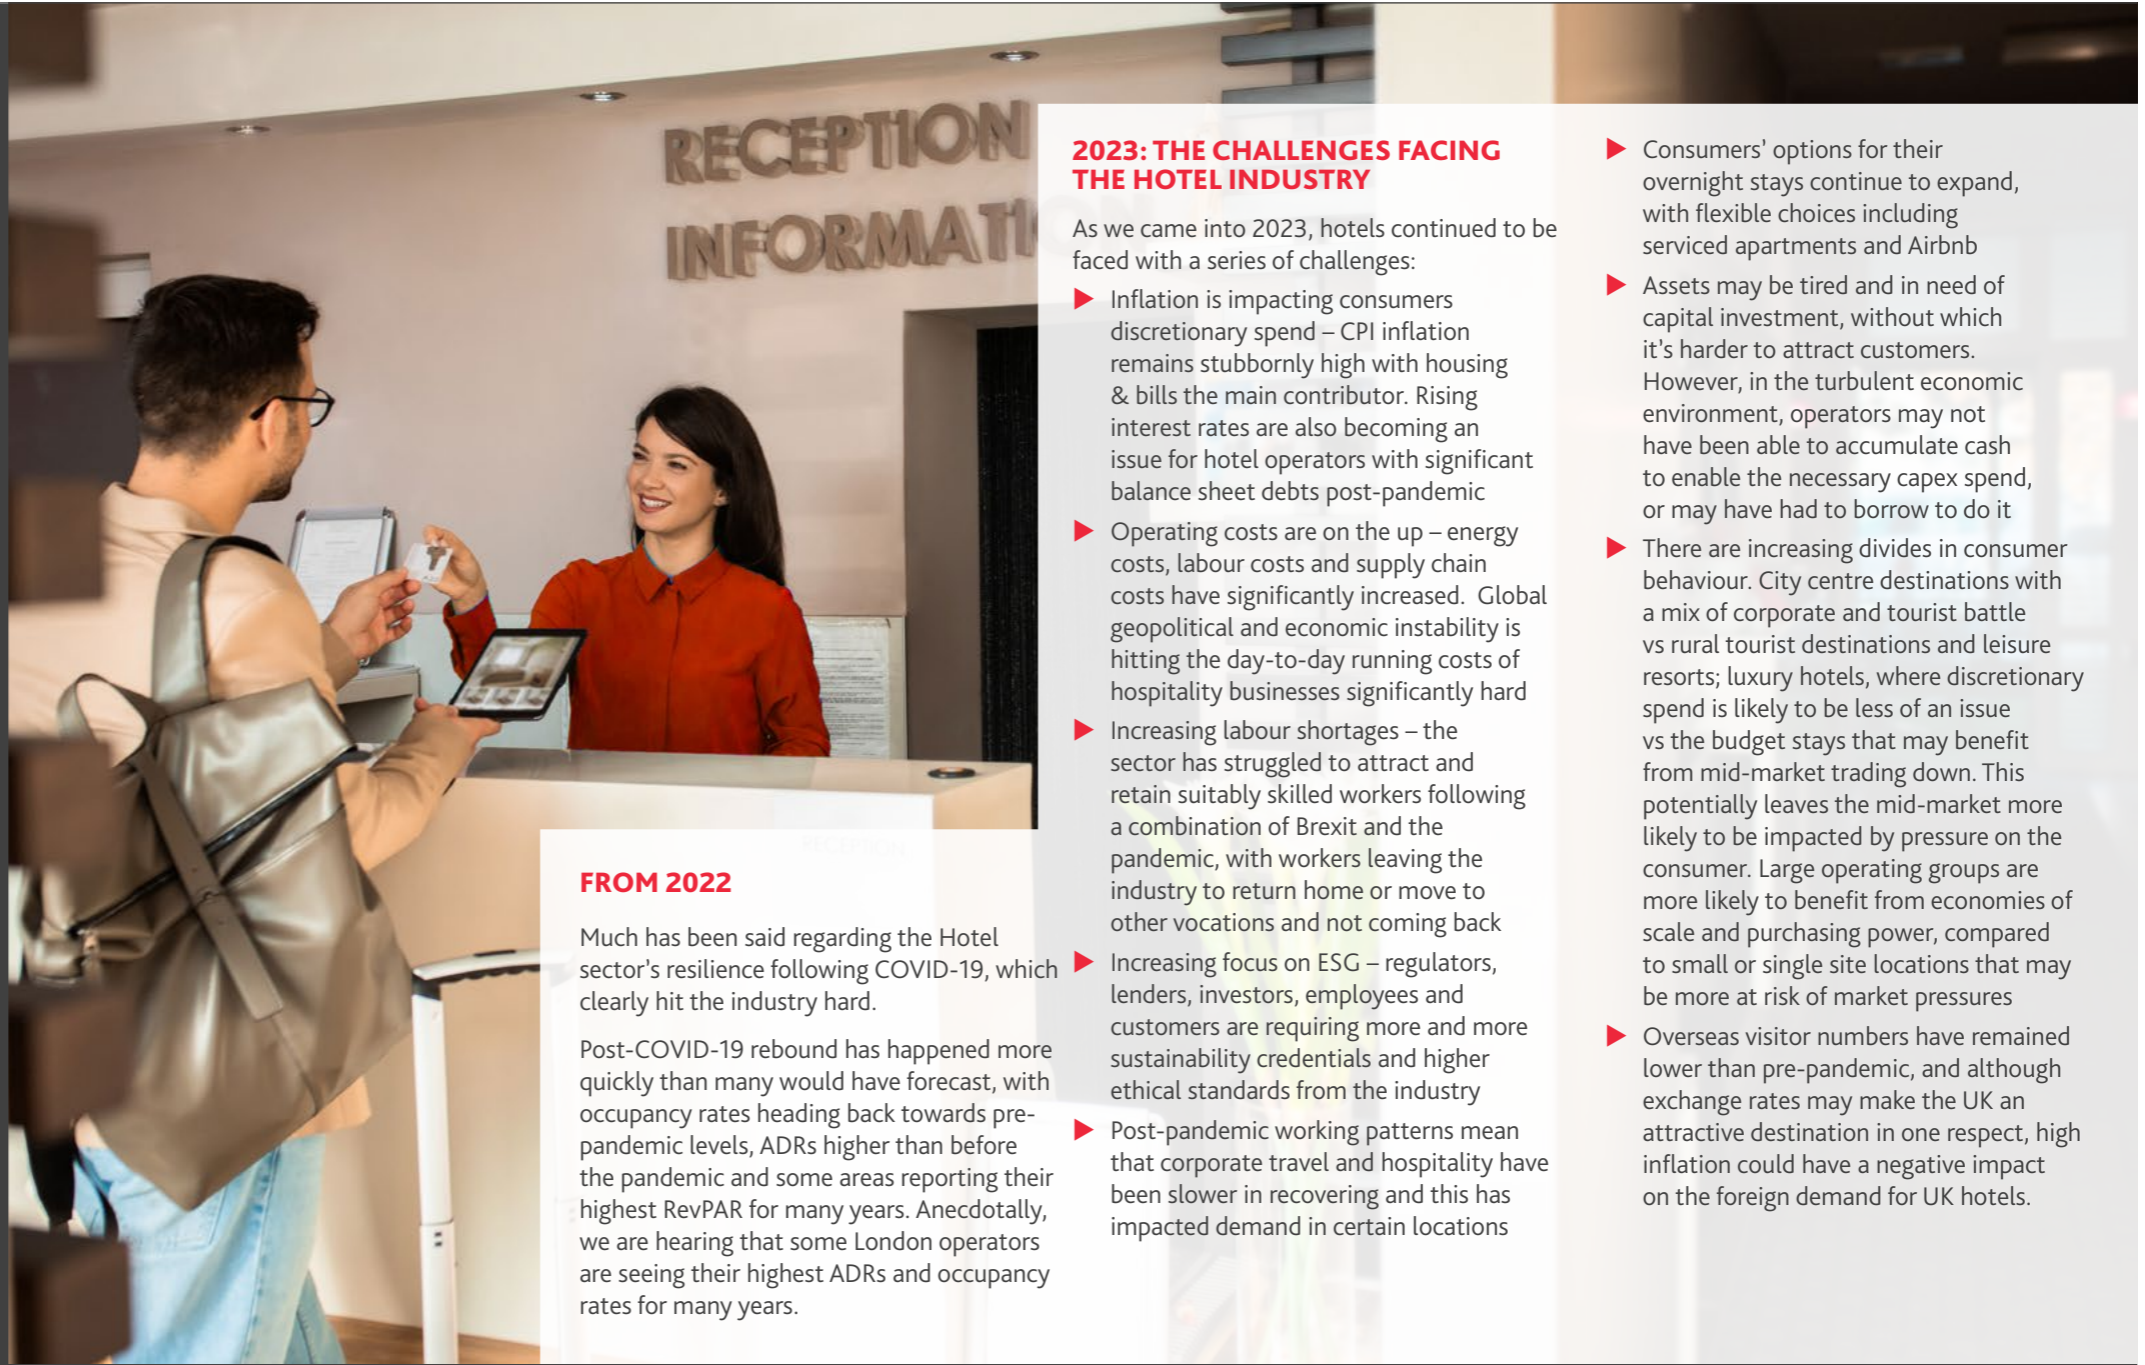 RECEPTION
INFORMATI
FROM 2022
Much has been said regarding the Hotel
sector's resilience following COVID-19, which
clearly hit the industry hard.
Post-COVID-19 rebound has happened more
quickly than many would have forecast, with
occupancy rates heading back towards pre-
pandemic levels, ADRs higher than before
the pandemic and some areas reporting their
highest RevPAR for many years. Anecdotally,
we are hearing that some London operators
are seeing their highest ADRs and occupancy
rates for many years.
2023: THE CHALLENGES FACING
THE HOTEL INDUSTRY
As we came into 2023, hotels continued to be
faced with a series of challenges:
Inflation is impacting consumers
discretionary spend – CPI inflation
remains stubbornly high with housing
& bills the main contributor. Rising
interest rates are also becoming an
issue for hotel operators with significant
balance sheet debts post-pandemic
Operating costs are on the up – energy
costs, labour costs and supply chain
costs have significantly increased. Global
geopolitical and economic instability is
hitting the day-to-day running costs of
hospitality businesses significantly hard
Increasing labour shortages – the
sector has struggled to attract and
retain suitably skilled workers following
a combination of Brexit and the
pandemic, with workers leaving the
industry to return home or move to
other vocations and not coming back
Increasing focus on ESG – regulators,
lenders, investors, employees and
customers are requiring more and more
sustainability credentials and higher
ethical standards from the industry
Post-pandemic working patterns mean
that corporate travel and hospitality have
been slower in recovering and this has
impacted demand in certain locations
Consumers' options for their
overnight stays continue to expand,
with flexible choices including
serviced apartments and Airbnb
Assets may be tired and in need of
capital investment, without which
it's harder to attract customers.
However, in the turbulent economic
environment, operators may not
have been able to accumulate cash
to enable the necessary capex spend,
or may have had to borrow to do it
There are increasing divides in consumer
behaviour. City centre destinations with
a mix of corporate and tourist battle
vs rural tourist destinations and leisure
resorts; luxury hotels, where discretionary
spend is likely to be less of an issue
vs the budget stays that may benefit
from mid-market trading down. This
potentially leaves the mid-market more
likely to be impacted by pressure on the
consumer. Large operating groups are
more likely to benefit from economies of
scale and purchasing power, compared
to small or single site locations that may
be more at risk of market pressures
Overseas visitor numbers have remained
lower than pre-pandemic, and although
exchange rates may make the UK an
attractive destination in one respect, high
inflation could have a negative impact
on the foreign demand for UK hotels.